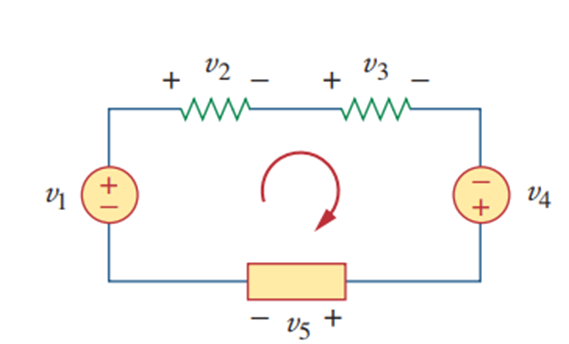 + v2 − + v3 −
v1 + − − + v4
− v5 +